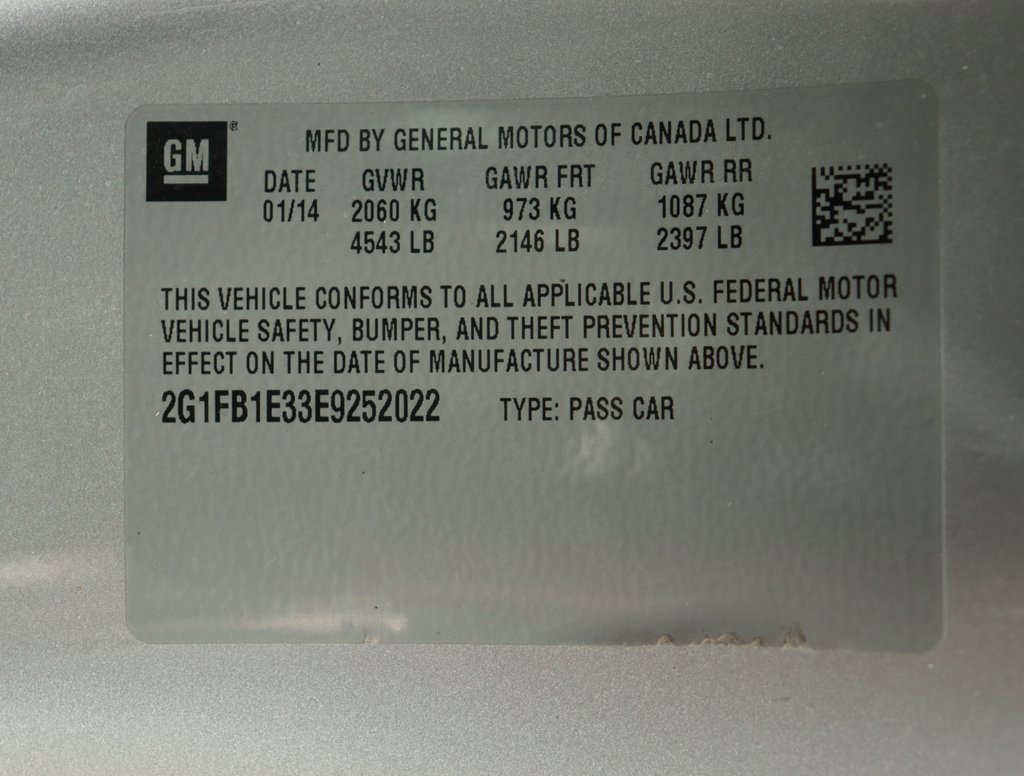 GM®
MFD BY GENERAL MOTORS OF CANADA LTD.
DATE GVWR GAWR FRT GAWR RR
01/14 2060 KG 973 KG 1087 KG
4543 LB 2146 LB 2397 LB
THIS VEHICLE CONFORMS TO ALL APPLICABLE U.S. FEDERAL MOTOR
VEHICLE SAFETY, BUMPER, AND THEFT PREVENTION STANDARDS IN
EFFECT ON THE DATE OF MANUFACTURE SHOWN ABOVE.
2G1FB1E33E9252022 TYPE: PASS CAR